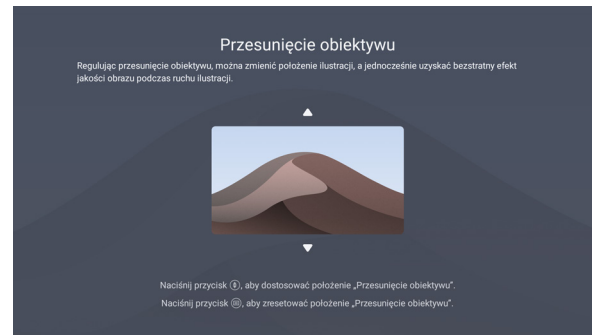 Przesunięcie obiektywu
Regulując przesunięcie obiektywu, można zmienić położenie ilustracji, a jednocześnie uzyskać bezstratny efekt
jakości obrazu podczas ruchu ilustracji.
Naciśnij przycisk , aby dostosować położenie „Przesunięcie obiektywu”.
Naciśnij przycisk , aby zresetować położenie „Przesunięcie obiektywu”.